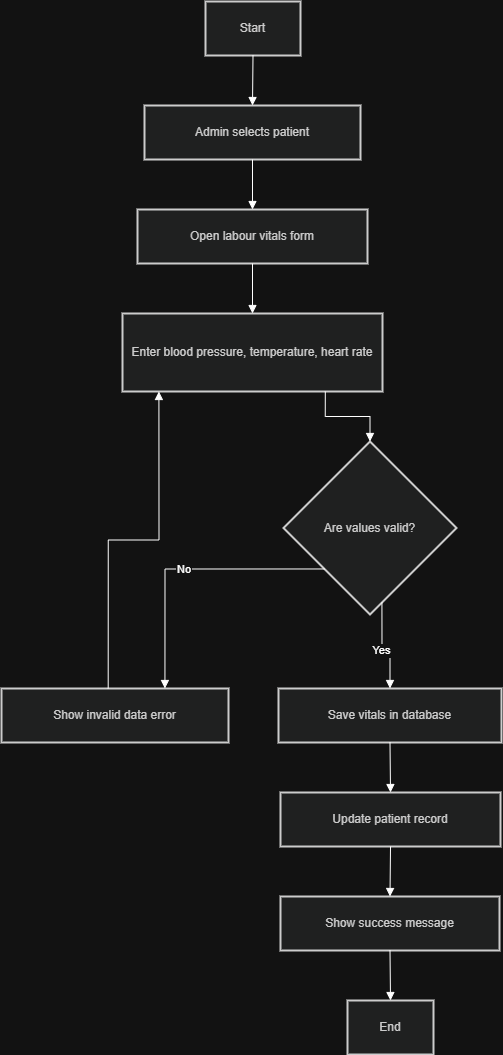 Start
Admin selects patient
Open labour vitals form
Enter blood pressure, temperature, heart rate
Are values valid?
No
Yes
Show invalid data error
Save vitals in database
Update patient record
Show success message
End